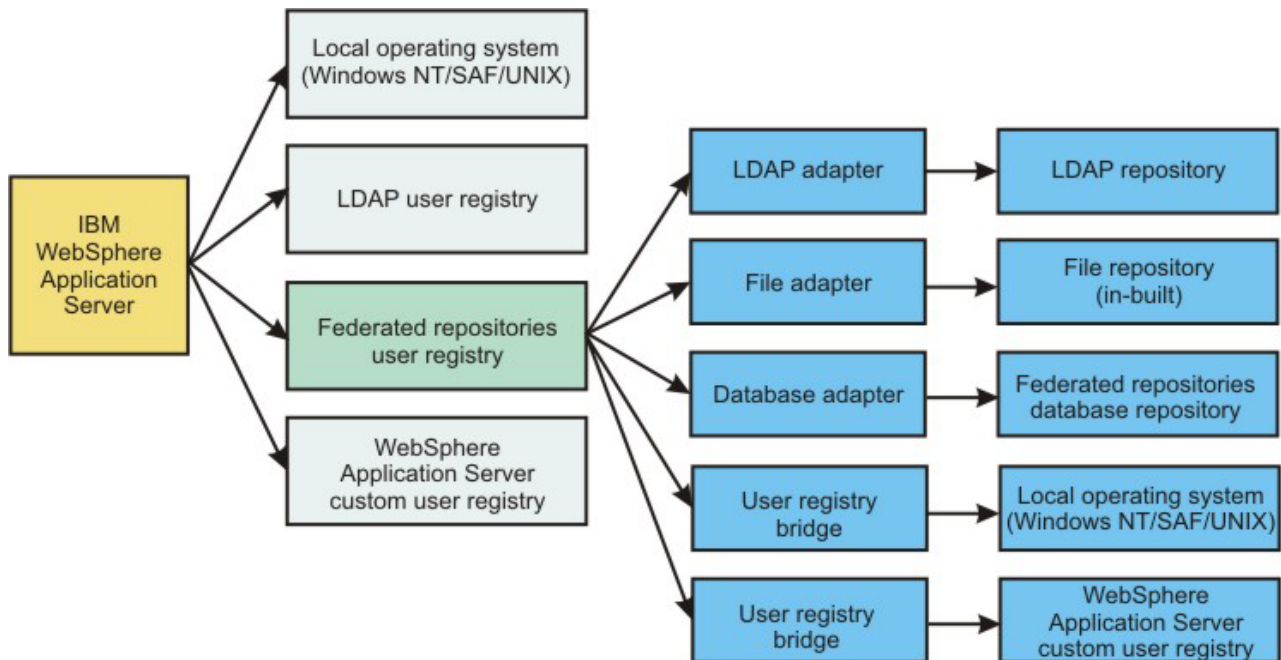 IBM
WebSphere
Application
Server
Local operating system
(Windows NT/SAF/UNIX)
LDAP user registry
Federated repositories
user registry
WebSphere
Application Server
custom user registry
LDAP adapter
LDAP repository
File adapter
File repository
(in-built)
Database adapter
Federated repositories
database repository
User registry
bridge
Local operating system
(Windows NT/SAF/UNIX)
User registry
bridge
WebSphere
Application Server
custom user registry